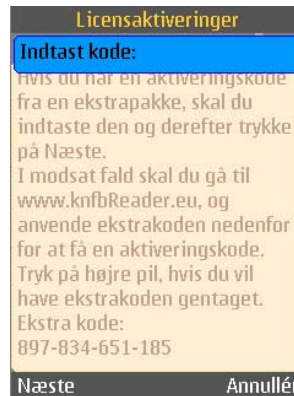 Licensaktiveringer
Indtast kode:
Hvis du har en aktiveringskode
fra en ekstrapakke, skal du
indtaste den og derefter trykke
på Næste.
I modsat fald skal du gå til
www.knfbReader.eu, og
anvende ekstrakoden nedenfor
for at få en aktiveringskode.
Tryk på højre pil, hvis du vil
have ekstrakoden gentaget.
Ekstra kode:
897-834-651-185
Næste Annullér